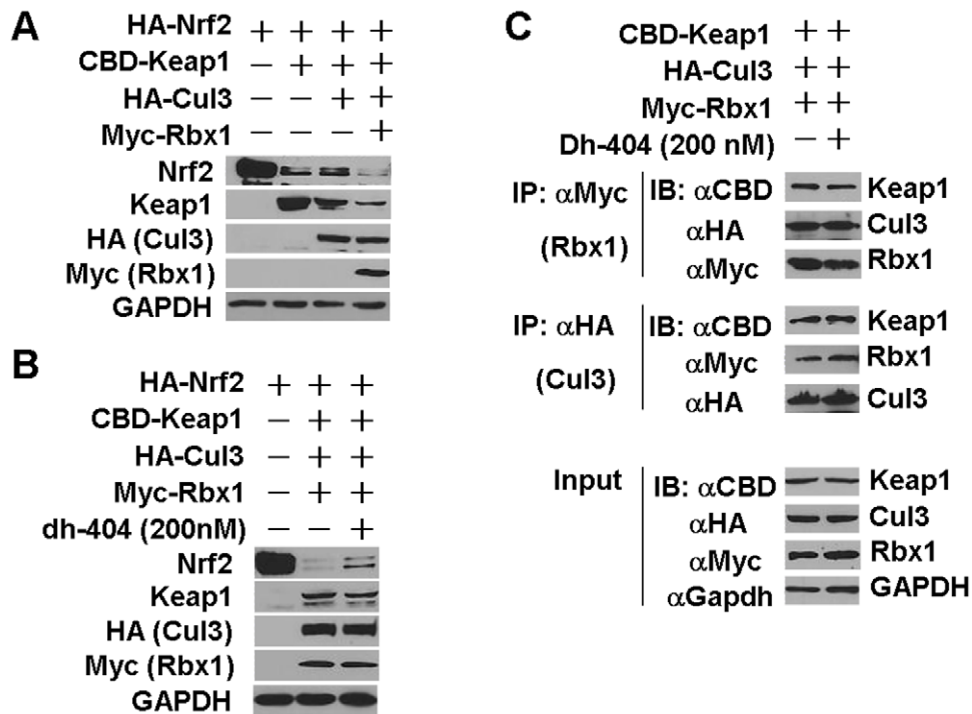 A
HA-Nrf2 + + + +
CBD-Keap1 − + + +
HA-Cul3 − − + +
Myc-Rbx1 − − − +
Nrf2
Keap1
HA (Cul3)
Myc (Rbx1)
GAPDH
B
HA-Nrf2 + + +
CBD-Keap1 − + +
HA-Cul3 − + +
Myc-Rbx1 − + +
dh-404 (200nM) − − +
Nrf2
Keap1
HA (Cul3)
Myc (Rbx1)
GAPDH
C
CBD-Keap1 + +
HA-Cul3 + +
Myc-Rbx1 + +
Dh-404 (200 nM) − +
IP: αMyc IB: αCBD Keap1
(Rbx1) αHA Cul3
αMyc Rbx1
IP: αHA IB: αCBD Keap1
(Cul3) αMyc Rbx1
αHA Cul3
Input IB: αCBD Keap1
αHA Cul3
αMyc Rbx1
αGapdh GAPDH